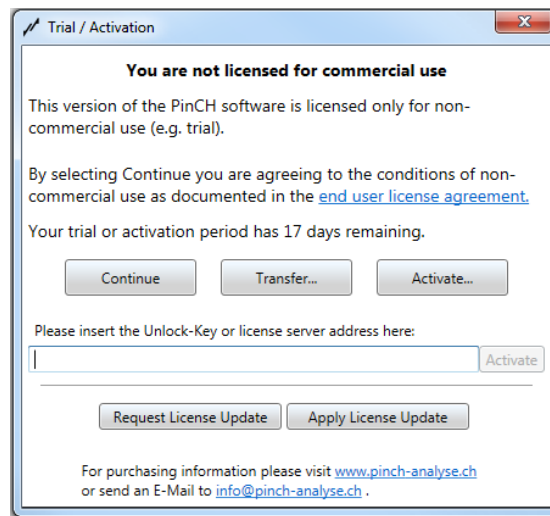 Trial / Activation
You are not licensed for commercial use
This version of the PinCH software is licensed only for non-
commercial use (e.g. trial).
By selecting Continue you are agreeing to the conditions of non-
commercial use as documented in the end user license agreement.
Your trial or activation period has 17 days remaining.
Continue Transfer... Activate...
Please insert the Unlock-Key or license server address here:
Activate
Request License Update Apply License Update
For purchasing information please visit www.pinch-analyse.ch
or send an E-Mail to info@pinch-analyse.ch .